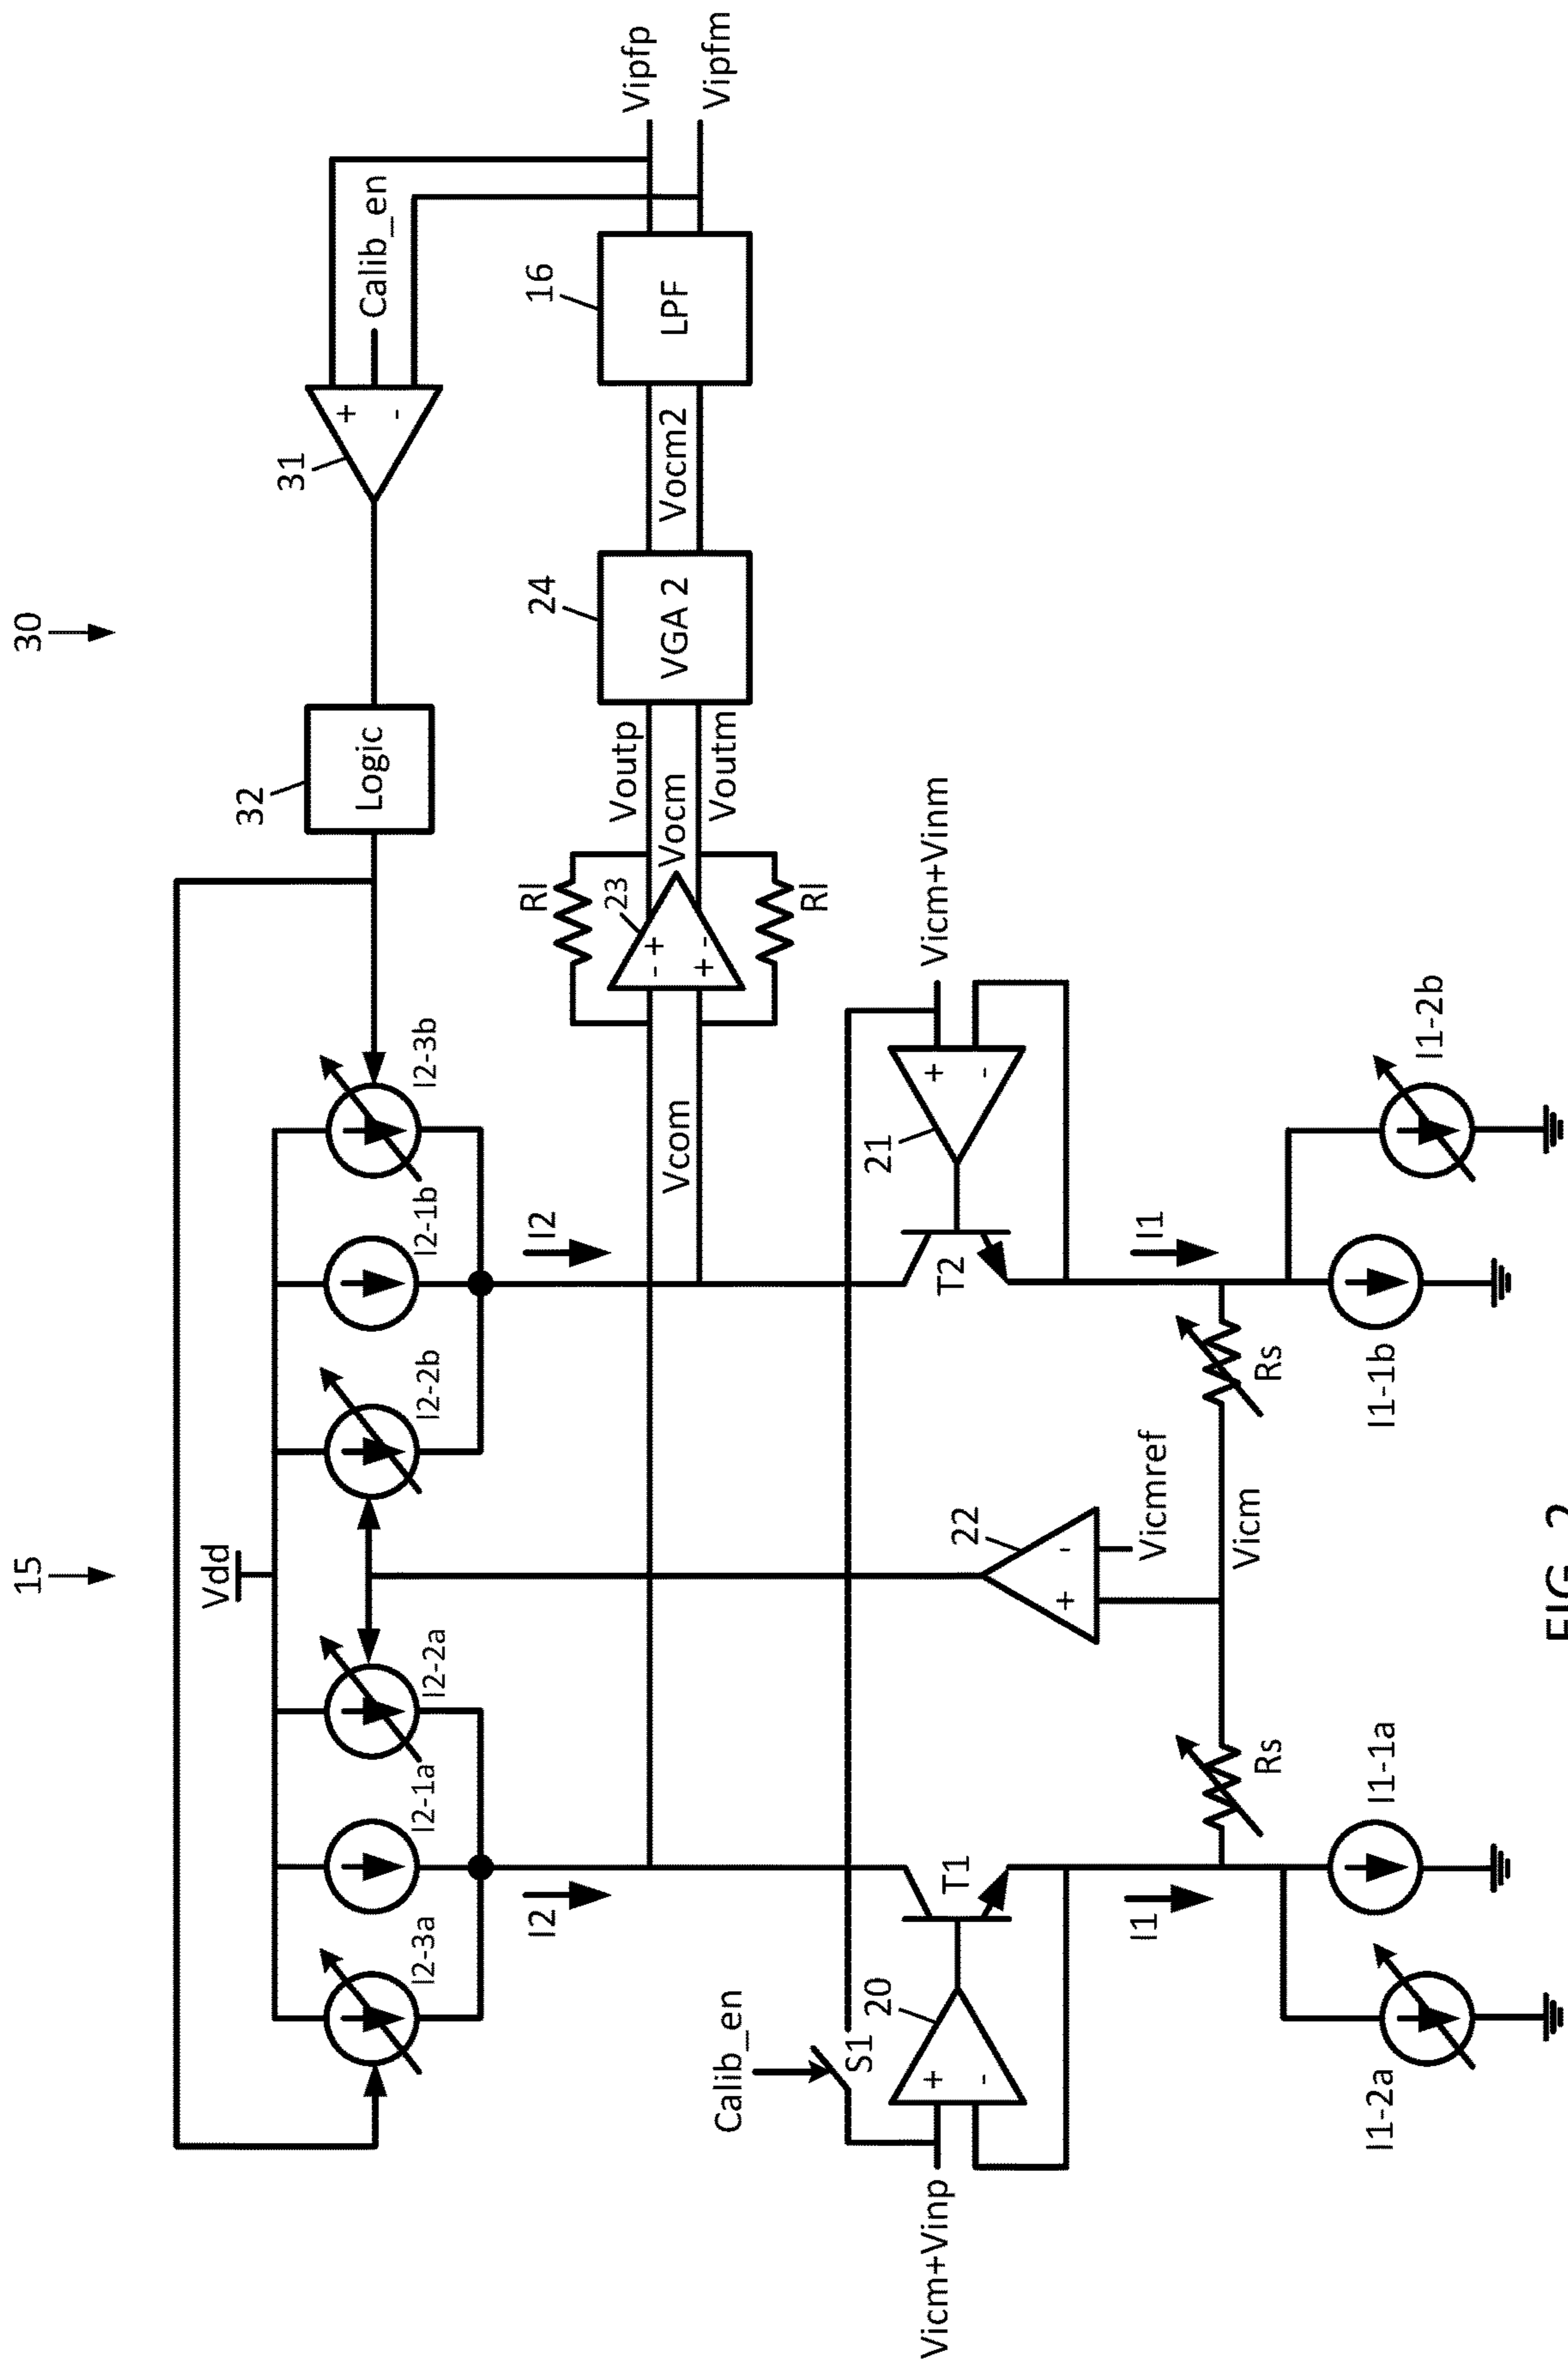 15
30
Vdd
I2-3a
I2-1a
I2-2a
I2-2b
I2-1b
I2-3b
32
Logic
31
+
-
Calib_en
I2
I2
Vcom
Rl
23
- +
+ -
Rl
Voutp
Vocm
Voutm
24
VGA 2
Vocm2
16
LPF
Vipfp
Vipfm
Calib_en
S1
Vicm+Vinp
20
+
-
T1
22
+
-
Vicmref
T2
21
+
-
Vicm+Vinm
I1
I1
Rs
Vicm
Rs
I1-2a
I1-1a
I1-1b
I1-2b
FIG. 2